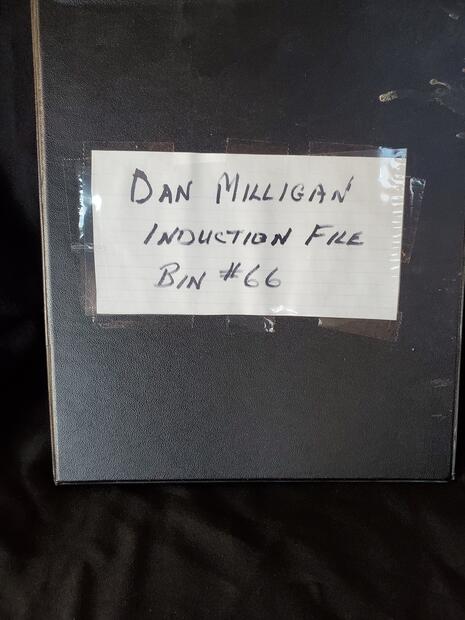 DAN MILLIGAN
INDUCTION FILE
BIN #66